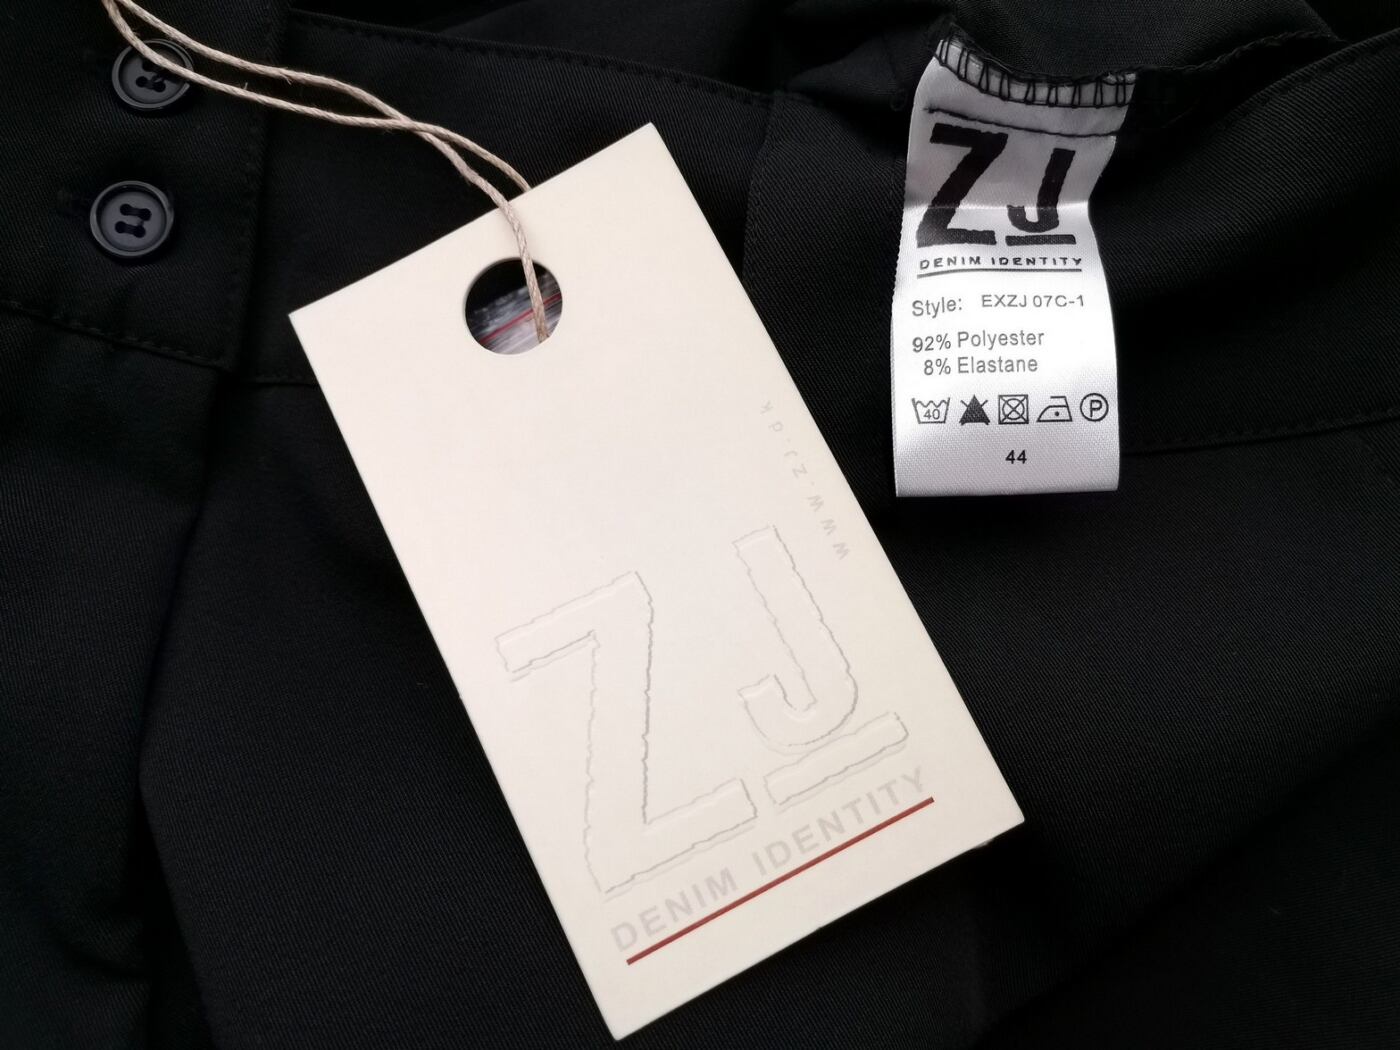 ZJ
DENIM IDENTITY
Style: EXZJ 07C-1
92% Polyester
8% Elastane
40 P
44
www.zj.dk
ZJ
DENIM IDENTITY